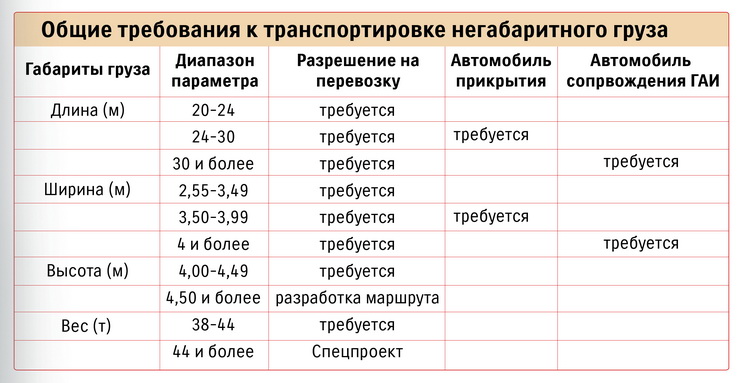 Общие требования к транспортировке негабаритного груза
Габариты груза Диапазон параметра Разрешение на перевозку Автомобиль прикрытия Автомобиль сопрвождения ГАИ
Длина (м) 20-24 требуется
24-30 требуется требуется
30 и более требуется требуется
Ширина (м) 2,55-3,49 требуется
3,50-3,99 требуется требуется
4 и более требуется требуется
Высота (м) 4,00-4,49 требуется
4,50 и более разработка маршрута
Вес (т) 38-44 требуется
44 и более Спецпроект